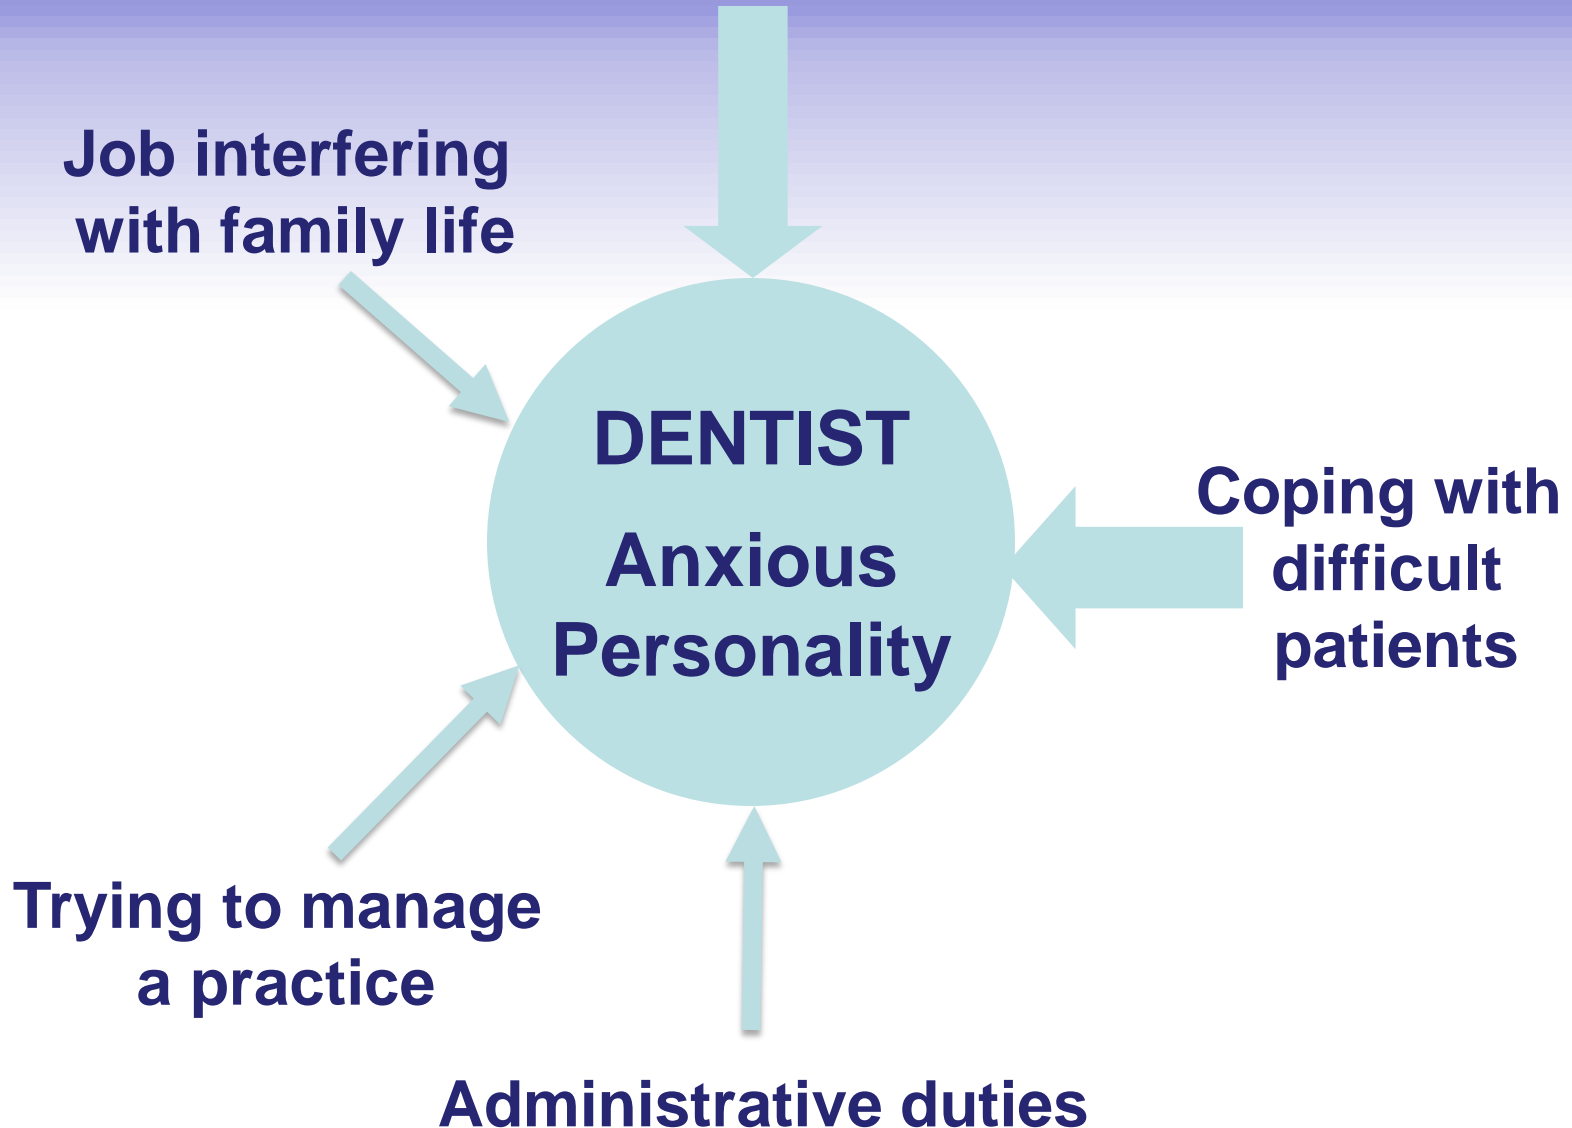 Job interfering
with family life
DENTIST
Anxious
Personality
Coping with
difficult
patients
Trying to manage
a practice
Administrative duties